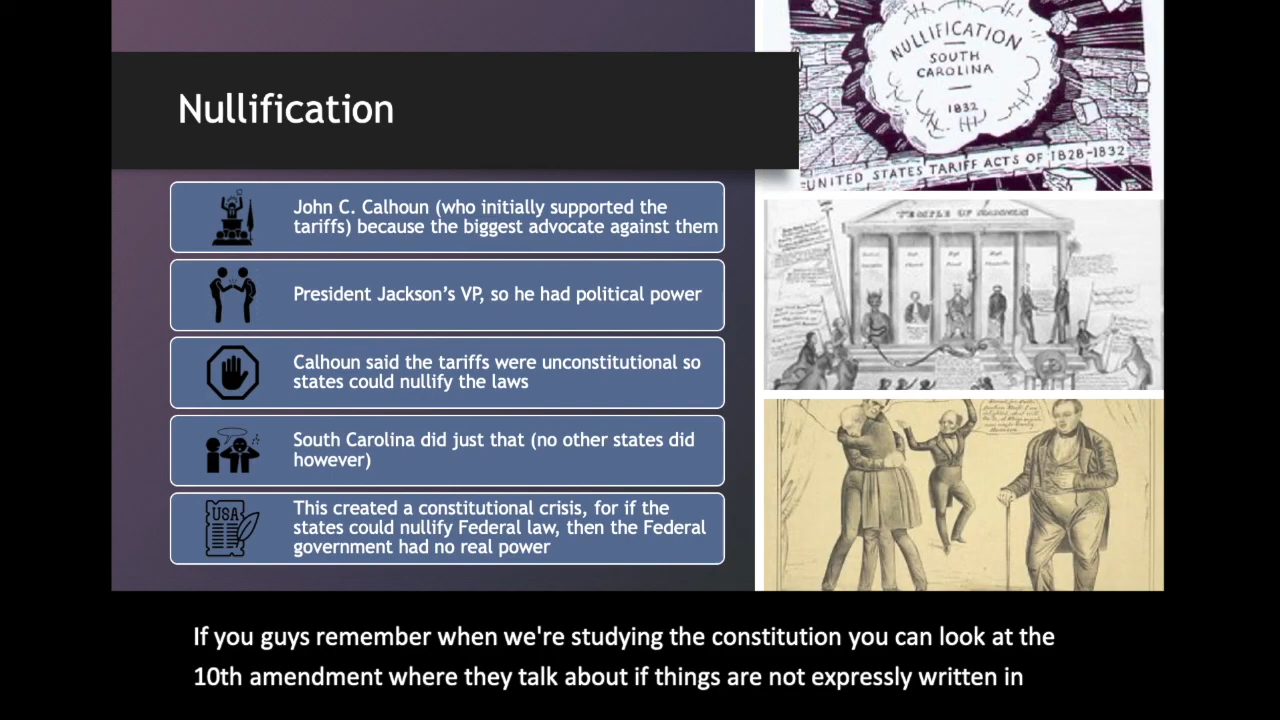 Nullification
John C. Calhoun (who initially supported the
tariffs) because the biggest advocate against them
President Jackson's VP, so he had political power
Calhoun said the tariffs were unconstitutional so
states could nullify the laws
South Carolina did just that (no other states did
however)
USA
This created a constitutional crisis, for if the
states could nullify Federal law, then the Federal
government had no real power
NULLIFICATION
SOUTH
CAROLINA
1832
UNITED STATES TARIFF ACTS OF 1828-1832
TEMPLE OF
If you guys remember when we're studying the constitution you can look at the
10th amendment where they talk about if things are not expressly written in